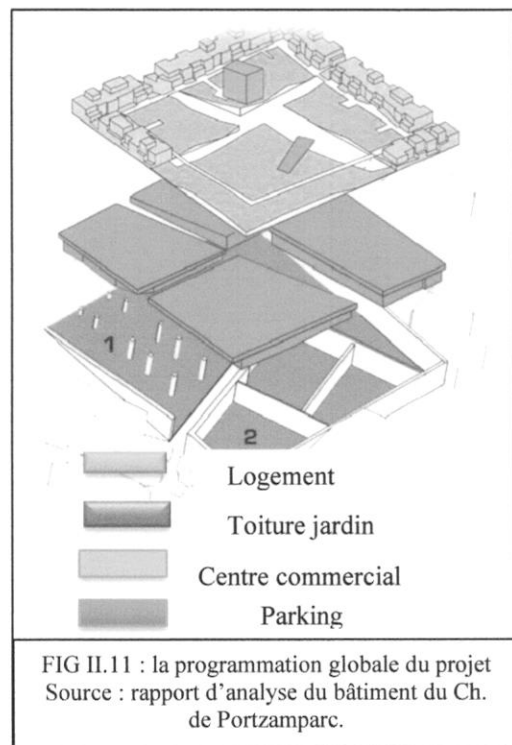 1
2
Logement
Toiture jardin
Centre commercial
Parking
FIG II.11 : la programmation globale du projet
Source : rapport d’analyse du bâtiment du Ch.
de Portzamparc.